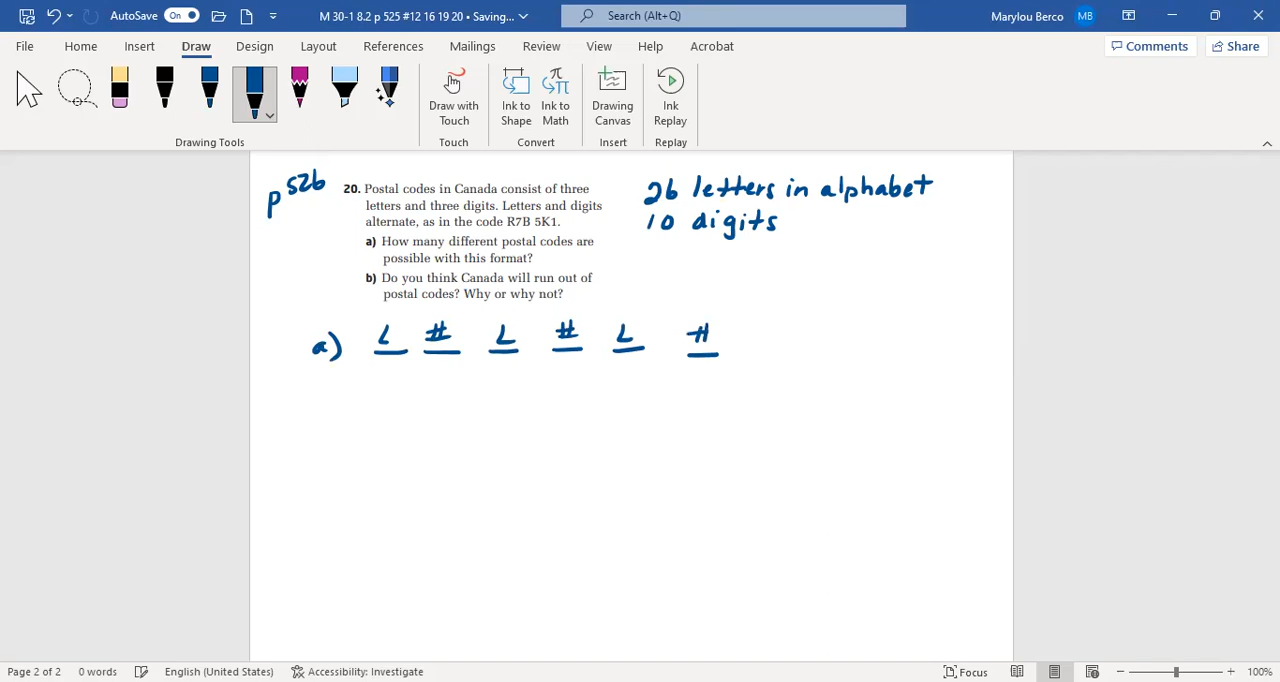 AutoSave On M 30-1 8.2 p 525 #12 16 19 20 • Saving... Search (Alt+Q) Marylou Berco MB
File Home Insert Draw Design Layout References Mailings Review View Help Acrobat Comments Share
Draw with Touch Ink to Shape Ink to Math Drawing Canvas Ink Replay
Drawing Tools Touch Convert Insert Replay
p 526
20. Postal codes in Canada consist of three
letters and three digits. Letters and digits
alternate, as in the code R7B 5K1.
a) How many different postal codes are
possible with this format?
b) Do you think Canada will run out of
postal codes? Why or why not?
26 letters in alphabet
10 digits
a) L # L # L #
Page 2 of 2 0 words English (United States) Accessibility: Investigate Focus 100%